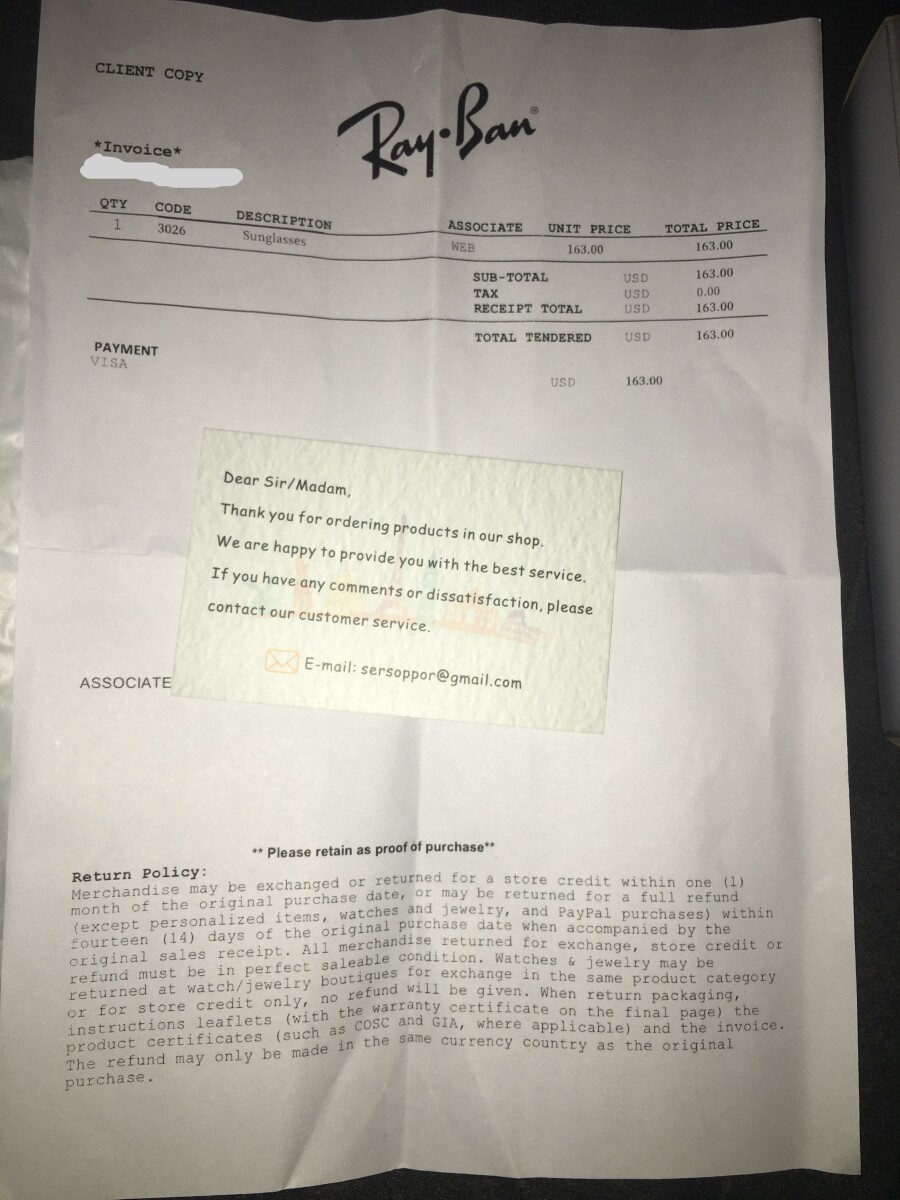 CLIENT COPY
Ray-Ban®
*Invoice*
QTY CODE DESCRIPTION ASSOCIATE UNIT PRICE TOTAL PRICE
1 3026 Sunglasses WEB 163.00 163.00
SUB-TOTAL USD 163.00
TAX USD 0.00
RECEIPT TOTAL USD 163.00
TOTAL TENDERED USD 163.00
PAYMENT
VISA
USD 163.00
Dear Sir/Madam,
Thank you for ordering products in our shop.
We are happy to provide you with the best service.
If you have any comments or dissatisfaction, please
contact our customer service.
E-mail: sersoppor@gmail.com
ASSOCIATE
** Please retain as proof of purchase**
Return Policy:
Merchandise may be exchanged or returned for a store credit within one (1)
month of the original purchase date, or may be returned for a full refund
(except personalized items, watches and jewelry, and PayPal purchases) within
fourteen (14) days of the original purchase date when accompanied by the
original sales receipt. All merchandise returned for exchange, store credit or
refund must be in perfect saleable condition. Watches & jewelry may be
returned at watch/jewelry boutiques for exchange in the same product category
or for store credit only, no refund will be given. When return packaging,
instructions leaflets (with the warranty certificate on the final page) the
product certificates (such as COSC and GIA, where applicable) and the invoice.
The refund may only be made in the same currency country as the original
purchase.